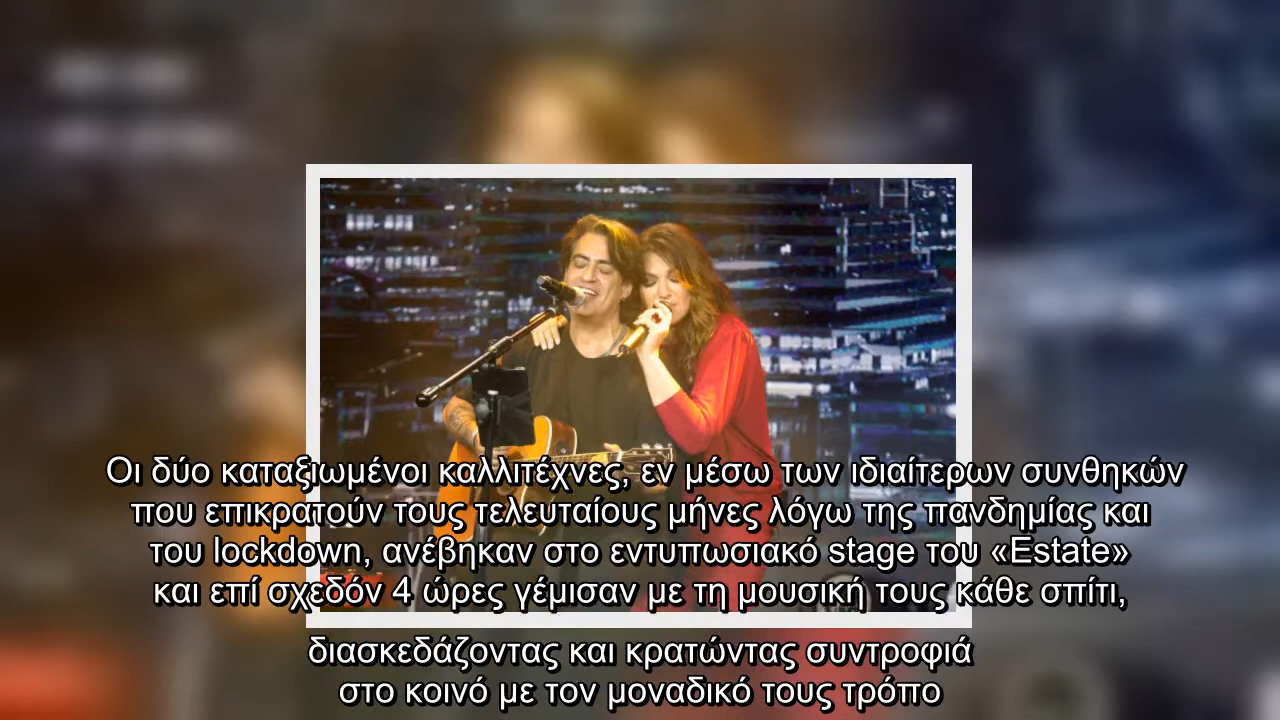 Οι δύο καταξιωμένοι καλλιτέχνες, εν μέσω των ιδιαίτερων συνθηκών
που επικρατούν τους τελευταίους μήνες λόγω της πανδημίας και
του lockdown, ανέβηκαν στο εντυπωσιακό stage του «Estate»
και επί σχεδόν 4 ώρες γέμισαν με τη μουσική τους κάθε σπίτι,
διασκεδάζοντας και κρατώντας συντροφιά
στο κοινό με τον μοναδικό τους τρόπο